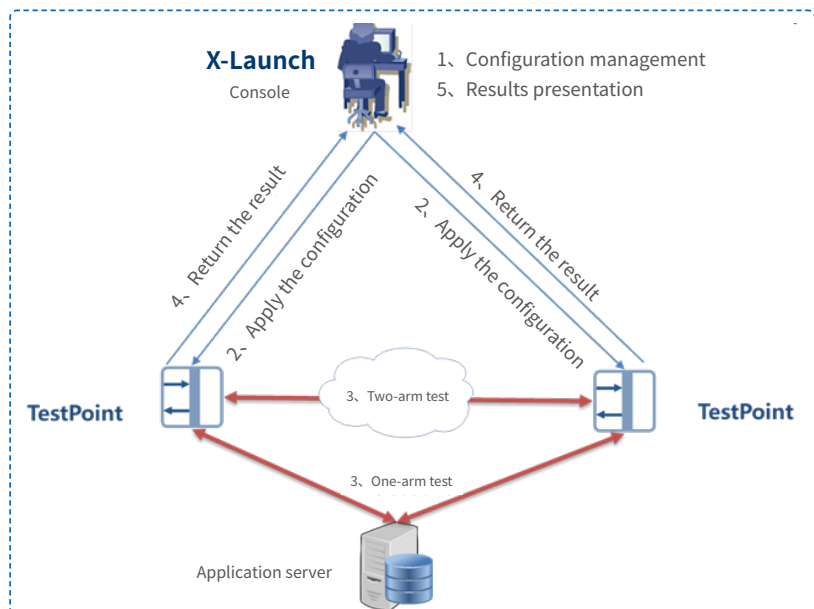 X-Launch
Console
1、Configuration management
5、Results presentation
4、Return the result
2、Apply the configuration
4、Return the result
2、Apply the configuration
TestPoint
3、Two-arm test
TestPoint
3、One-arm test
Application server